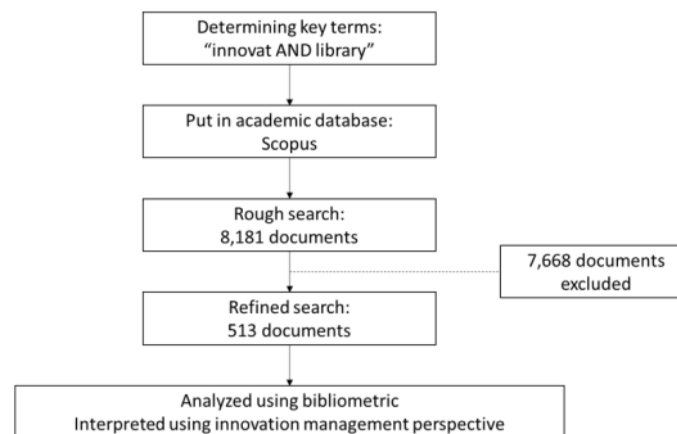 Determining key terms:
“innovat AND library”
Put in academic database:
Scopus
Rough search:
8,181 documents
7,668 documents
excluded
Refined search:
513 documents
Analyzed using bibliometric
Interpreted using innovation management perspective